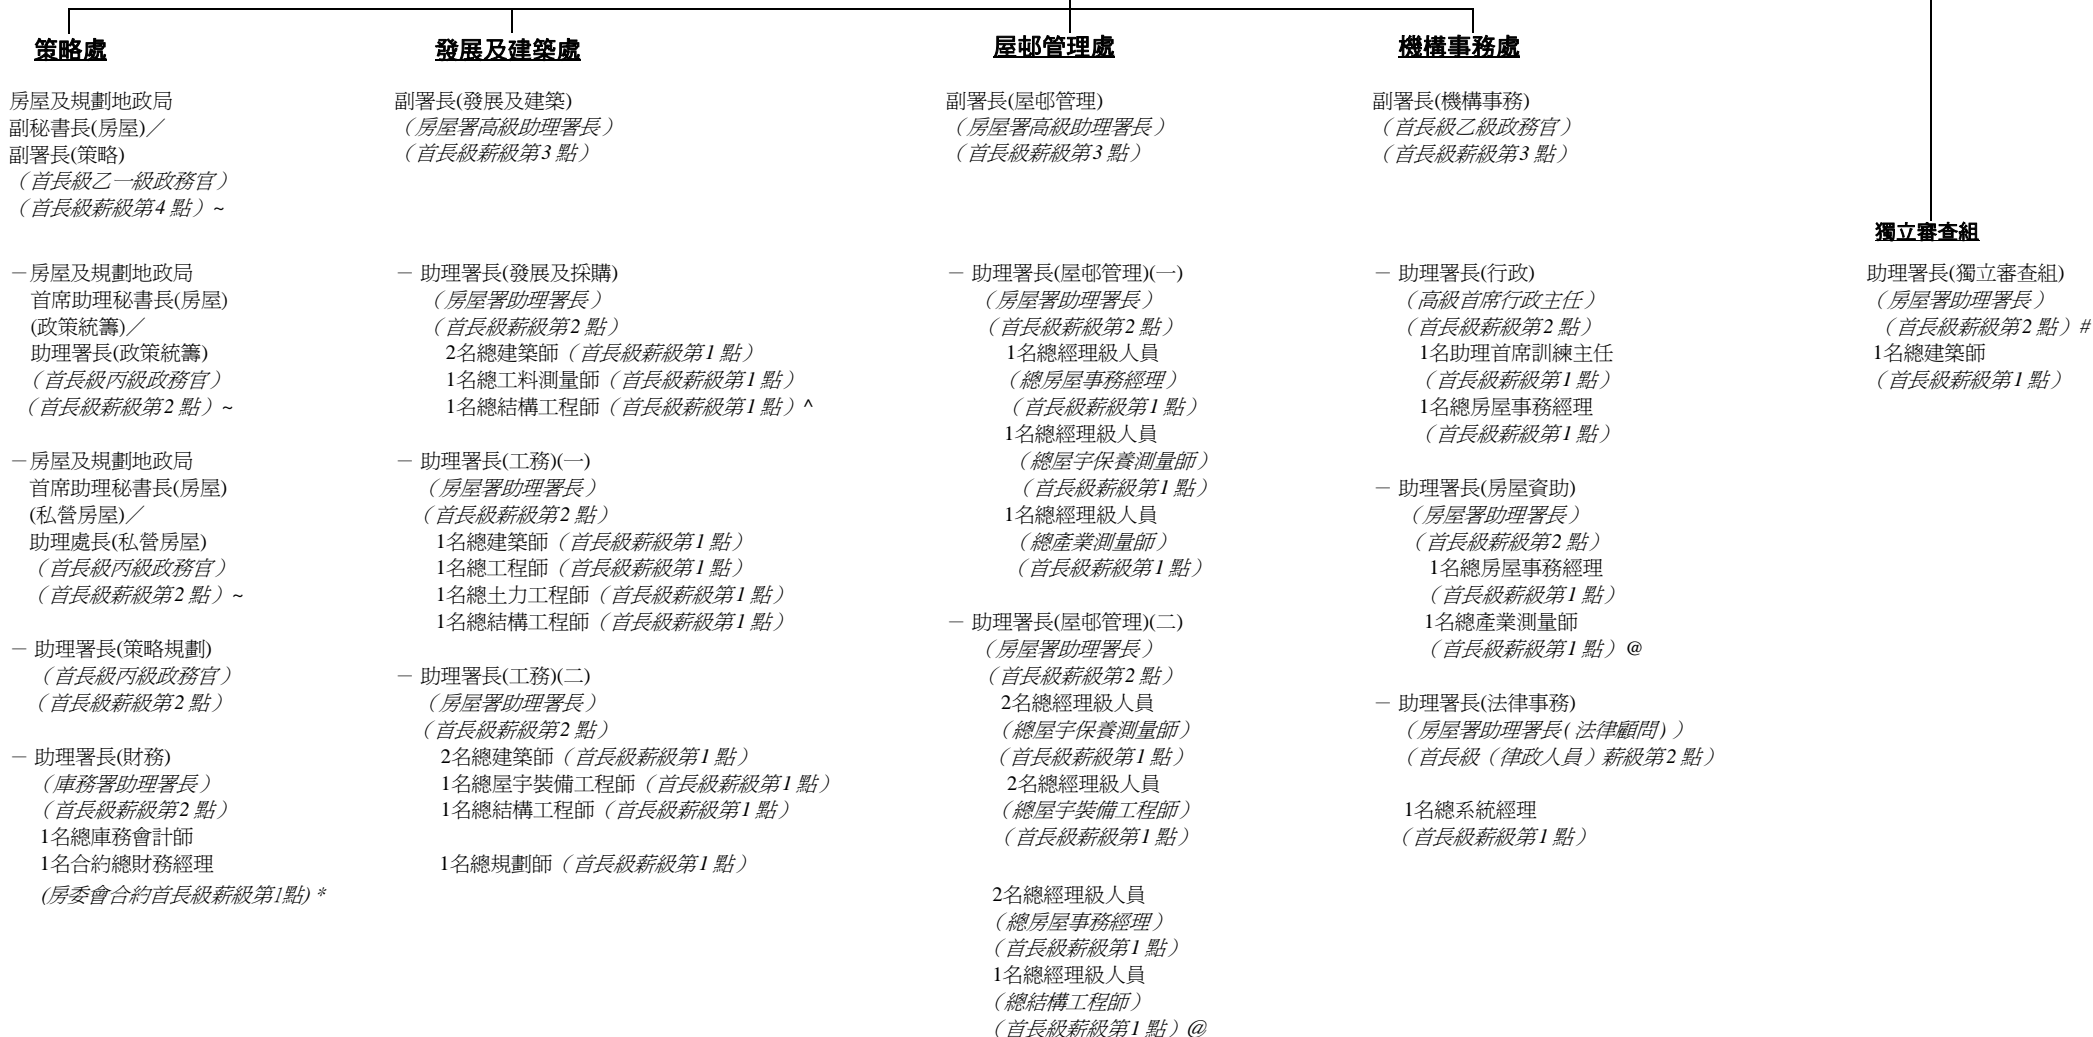 策略處
房屋及規劃地政局
副秘書長(房屋)／
副署長(策略)
（首長級乙一級政務官）
（首長級薪級第4 點）~
－房屋及規劃地政局
首席助理秘書長(房屋)
(政策統籌)／
助理署長(政策統籌)
（首長級丙級政務官）
（首長級薪級第2 點）~
－房屋及規劃地政局
首席助理秘書長(房屋)
(私營房屋)／
助理處長(私營房屋)
（首長級丙級政務官）
（首長級薪級第2 點）~
－ 助理署長(策略規劃)
（首長級丙級政務官）
（首長級薪級第2 點）
－ 助理署長(財務)
（庫務署助理署長）
（首長級薪級第2 點）
1名總庫務會計師
1名合約總財務經理
(房委會合約首長級薪級第1點) *
發展及建築處
副署長(發展及建築)
（房屋署高級助理署長）
（首長級薪級第3 點）
－ 助理署長(發展及採購)
（房屋署助理署長）
（首長級薪級第2 點）
2名總建築師（首長級薪級第1 點）
1名總工料測量師（首長級薪級第1 點）
1名總結構工程師（首長級薪級第1 點）^
－ 助理署長(工務)(一)
（房屋署助理署長）
（首長級薪級第2 點）
1名總建築師（首長級薪級第1 點）
1名總工程師（首長級薪級第1 點）
1名總土力工程師（首長級薪級第1 點）
1名總結構工程師（首長級薪級第1 點）
－ 助理署長(工務)(二)
（房屋署助理署長）
（首長級薪級第2 點）
2名總建築師（首長級薪級第1 點）
1名總屋宇裝備工程師（首長級薪級第1 點）
1名總結構工程師（首長級薪級第1 點）
1名總規劃師（首長級薪級第1 點）
屋邨管理處
副署長(屋邨管理)
（房屋署高級助理署長）
（首長級薪級第3 點）
－ 助理署長(屋邨管理)(一)
（房屋署助理署長）
（首長級薪級第2 點）
1名總經理級人員
（總房屋事務經理）
（首長級薪級第1 點）
1名總經理級人員
（總屋宇保養測量師）
（首長級薪級第1 點）
1名總經理級人員
（總產業測量師）
（首長級薪級第1 點）
－ 助理署長(屋邨管理)(二)
（房屋署助理署長）
（首長級薪級第2 點）
2名總經理級人員
（總屋宇保養測量師）
（首長級薪級第1 點）
2名總經理級人員
（總屋宇裝備工程師）
（首長級薪級第1 點）
2名總經理級人員
（總房屋事務經理）
（首長級薪級第1 點）
1名總經理級人員
（總結構工程師）
（首長級薪級第1 點）@
機構事務處
副署長(機構事務)
（首長級乙級政務官）
（首長級薪級第3 點）
－ 助理署長(行政)
（高級首席行政主任）
（首長級薪級第2 點）
1名助理首席訓練主任
（首長級薪級第1 點）
1名總房屋事務經理
（首長級薪級第1 點）
－ 助理署長(房屋資助)
（房屋署助理署長）
（首長級薪級第2 點）
1名總房屋事務經理
（首長級薪級第1 點）
1名總產業測量師
（首長級薪級第1 點）@
－ 助理署長(法律事務)
（房屋署助理署長( 法律顧問)）
（首長級（律政人員）薪級第2 點）
1名總系統經理
（首長級薪級第1 點）
獨立審查組
助理署長(獨立審查組)
（房屋署助理署長）
（首長級薪級第2 點）#
1名總建築師
（首長級薪級第1 點）